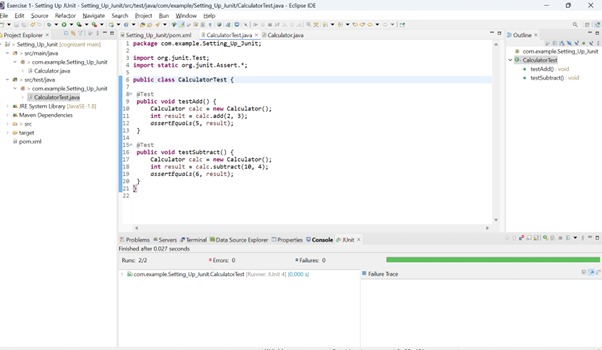 Exercise 1- Setting Up JUnit - Setting_Up_Junit/src/test/java/com/example/Setting_Up_Junit/CalculatorTest.java - Eclipse IDE
File Edit Source Refactor Navigate Search Project Run Window Help
Project Explorer
> Setting_Up_Junit [cognizant main]
> src/main/java
> com.example.Setting_Up_Junit
Calculator.java
> src/test/java
> com.example.Setting_Up_Junit
> CalculatorTest.java
JRE System Library [JavaSE-1.8]
Maven Dependencies
> src
target
pom.xml
Setting_Up_Junit/pom.xml
CalculatorTest.java
Calculator.java
1 package com.example.Setting_Up_Junit;
2
3 import org.junit.Test;
4 import static org.junit.Assert.*;
5
6 public class CalculatorTest {
7
8 @Test
9 public void testAdd() {
10 Calculator calc = new Calculator();
11 int result = calc.add(2, 3);
12 assertEquals(5, result);
13 }
14
15 @Test
16 public void testSubtract() {
17 Calculator calc = new Calculator();
18 int result = calc.subtract(10, 4);
19 assertEquals(6, result);
20 }
21 }
22
Outline
com.example.Setting_Up_Junit
CalculatorTest
testAdd() : void
testSubtract() : void
Problems Servers Terminal Data Source Explorer Properties Console JUnit
Finished after 0.027 seconds
Runs: 2/2 Errors: 0 Failures: 0
com.example.Setting_Up_Junit.CalculatorTest [Runner: JUnit 4] (0.000 s)
Failure Trace